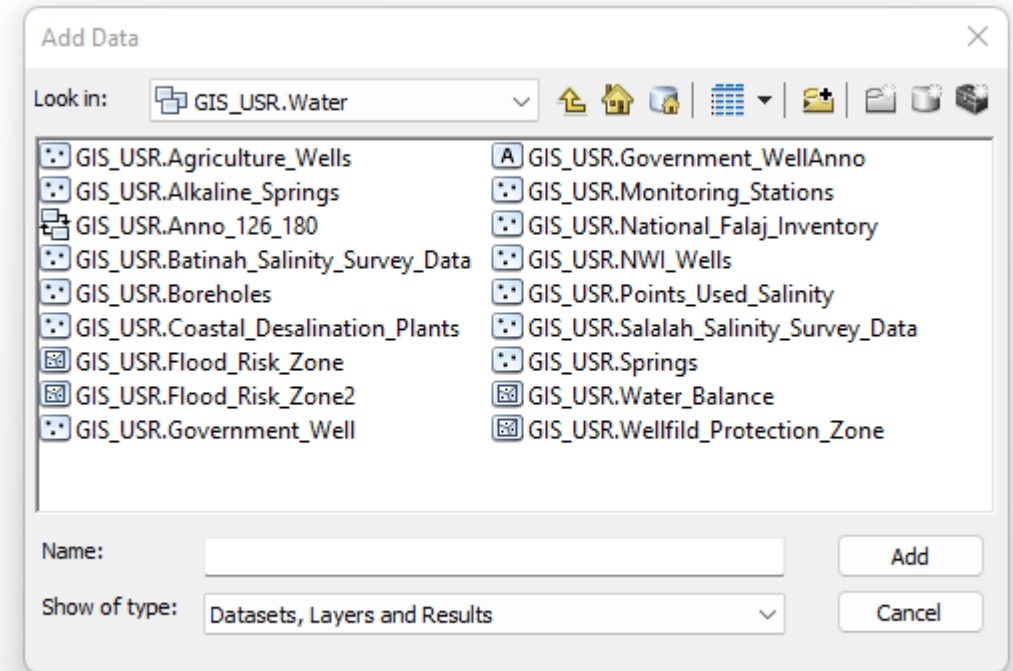 Add Data
Look in: GIS_USR.Water
GIS_USR.Agriculture_Wells
GIS_USR.Alkaline_Springs
GIS_USR.Anno_126_180
GIS_USR.Batinah_Salinity_Survey_Data
GIS_USR.Boreholes
GIS_USR.Coastal_Desalination_Plants
GIS_USR.Flood_Risk_Zone
GIS_USR.Flood_Risk_Zone2
GIS_USR.Government_Well
A GIS_USR.Government_WellAnno
GIS_USR.Monitoring_Stations
GIS_USR.National_Falaj_Inventory
GIS_USR.NWI_Wells
GIS_USR.Points_Used_Salinity
GIS_USR.Salalah_Salinity_Survey_Data
GIS_USR.Springs
GIS_USR.Water_Balance
GIS_USR.Wellfild_Protection_Zone
Name: Add
Show of type: Datasets, Layers and Results Cancel